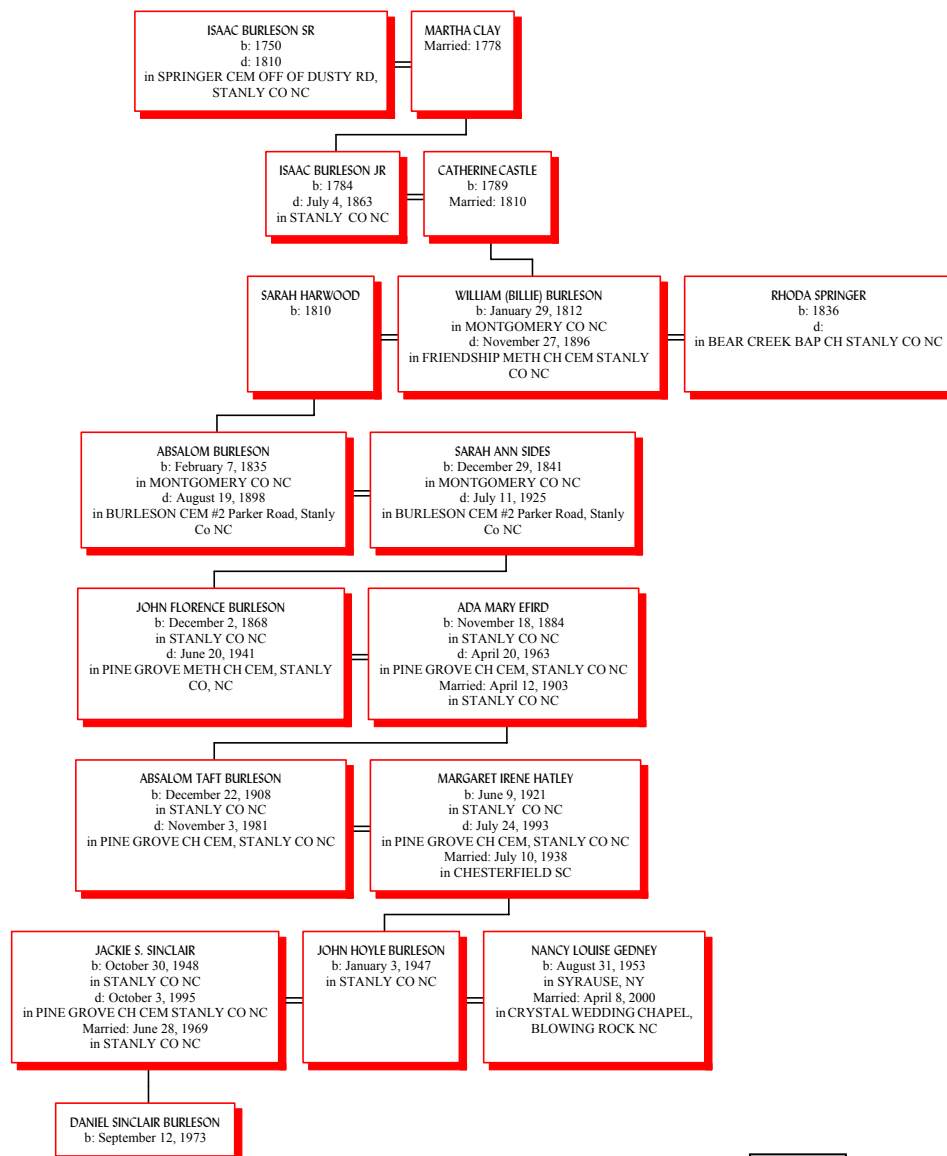 ISAAC BURLESON SR
b: 1750
d: 1810
in SPRINGER CEM OFF OF DUSTY RD,
STANLY CO NC
MARTHA CLAY
Married: 1778
ISAAC BURLESON JR
b: 1784
d: July 4, 1863
in STANLY CO NC
CATHERINE CASTLE
b: 1789
Married: 1810
SARAH HARWOOD
b: 1810
WILLIAM (BILLIE) BURLESON
b: January 29, 1812
in MONTGOMERY CO NC
d: November 27, 1896
in FRIENDSHIP METH CH CEM STANLY
CO NC
RHODA SPRINGER
b: 1836
d:
in BEAR CREEK BAP CH STANLY CO NC
ABSALOM BURLESON
b: February 7, 1835
in MONTGOMERY CO NC
d: August 19, 1898
in BURLESON CEM #2 Parker Road, Stanly
Co NC
SARAH ANN SIDES
b: December 29, 1841
in MONTGOMERY CO NC
d: July 11, 1925
in BURLESON CEM #2 Parker Road, Stanly
Co NC
JOHN FLORENCE BURLESON
b: December 2, 1868
in STANLY CO NC
d: June 20, 1941
in PINE GROVE METH CH CEM, STANLY
CO, NC
ADA MARY EFIRD
b: November 18, 1884
in STANLY CO NC
d: April 20, 1963
in PINE GROVE CH CEM, STANLY CO NC
Married: April 12, 1903
in STANLY CO NC
ABSALOM TAFT BURLESON
b: December 22, 1908
in STANLY CO NC
d: November 3, 1981
in PINE GROVE CH CEM, STANLY CO NC
MARGARET IRENE HATLEY
b: June 9, 1921
in STANLY CO NC
d: July 24, 1993
in PINE GROVE CH CEM, STANLY CO NC
Married: July 10, 1938
in CHESTERFIELD SC
JACKIE S. SINCLAIR
b: October 30, 1948
in STANLY CO NC
d: October 3, 1995
in PINE GROVE CH CEM STANLY CO NC
Married: June 28, 1969
in STANLY CO NC
JOHN HOYLE BURLESON
b: January 3, 1947
in STANLY CO NC
NANCY LOUISE GEDNEY
b: August 31, 1953
in SYRAUSE, NY
Married: April 8, 2000
in CRYSTAL WEDDING CHAPEL,
BLOWING ROCK NC
DANIEL SINCLAIR BURLESON
b: September 12, 1973